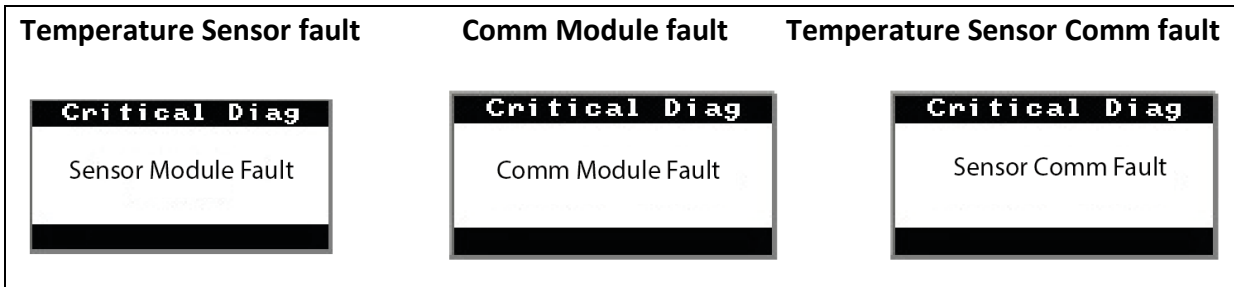 Temperature Sensor fault
Comm Module fault
Temperature Sensor Comm fault
Critical Diag
Sensor Module Fault
Critical Diag
Comm Module Fault
Critical Diag
Sensor Comm Fault